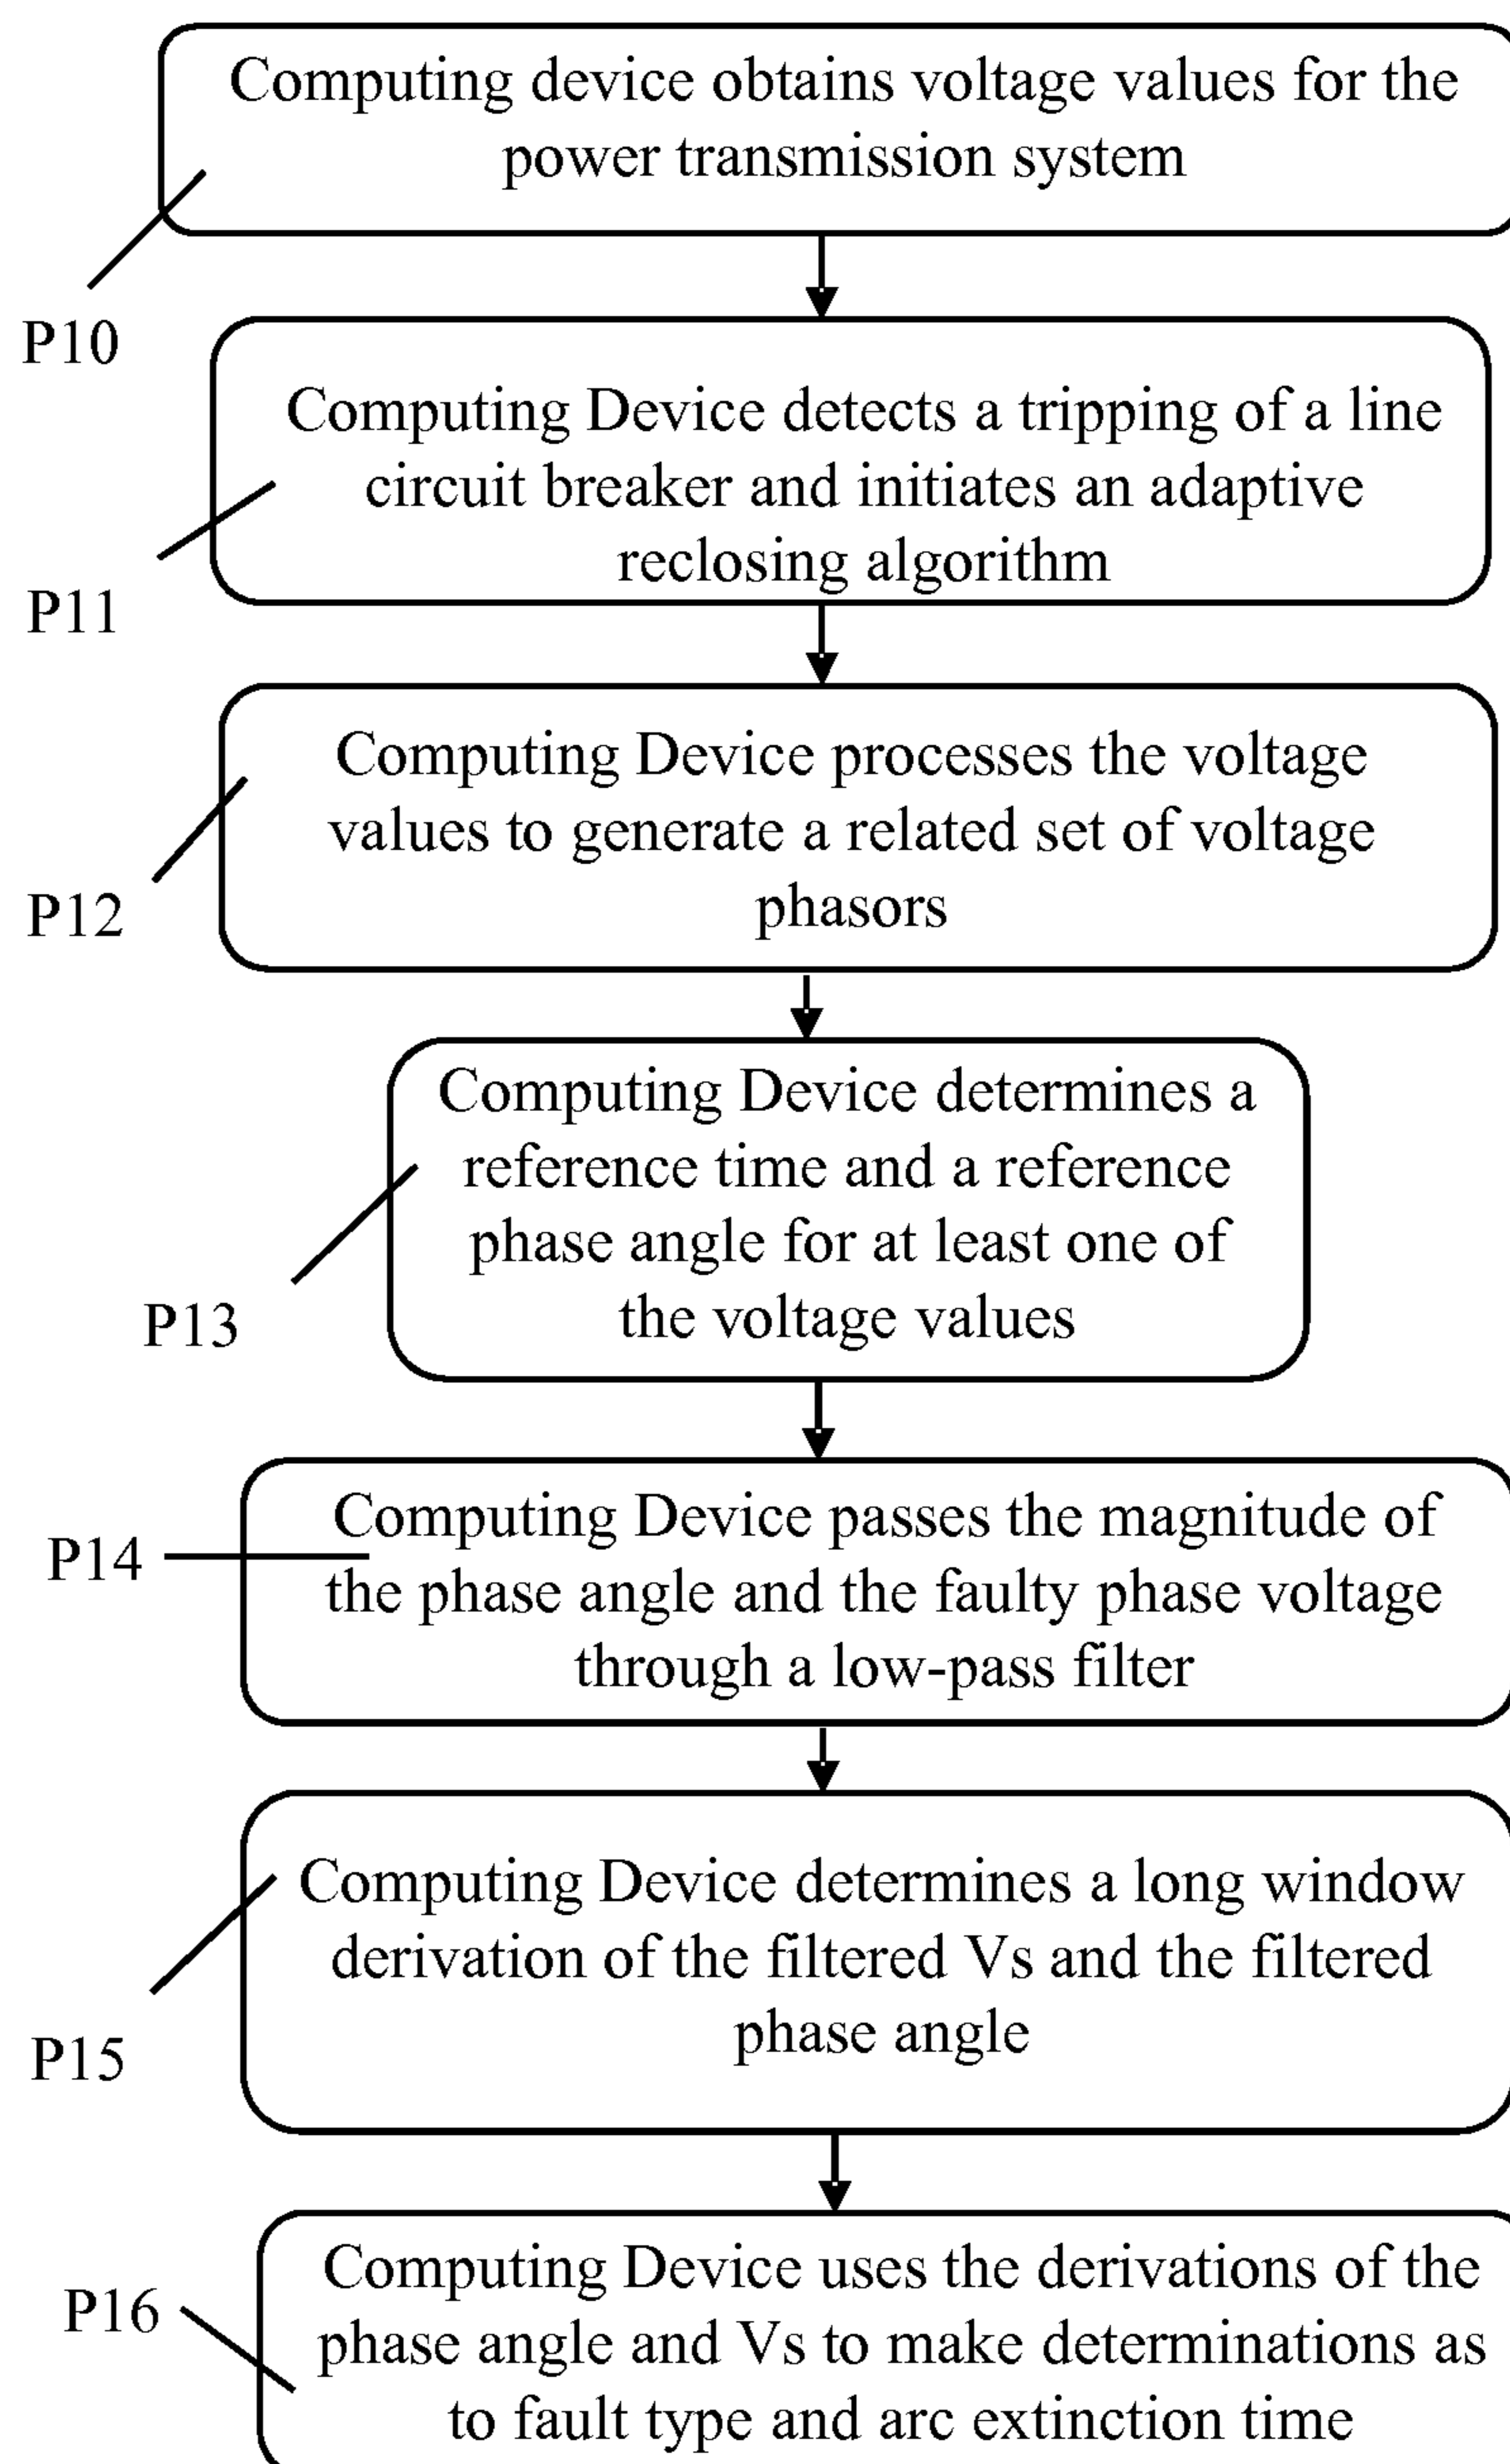 Computing device obtains voltage values for the
power transmission system
P10
Computing Device detects a tripping of a line
circuit breaker and initiates an adaptive
reclosing algorithm
P11
Computing Device processes the voltage
values to generate a related set of voltage
phasors
P12
Computing Device determines a
reference time and a reference
phase angle for at least one of
the voltage values
P13
Computing Device passes the magnitude of
the phase angle and the faulty phase voltage
through a low-pass filter
P14
Computing Device determines a long window
derivation of the filtered Vs and the filtered
phase angle
P15
Computing Device uses the derivations of the
phase angle and Vs to make determinations as
to fault type and arc extinction time
P16